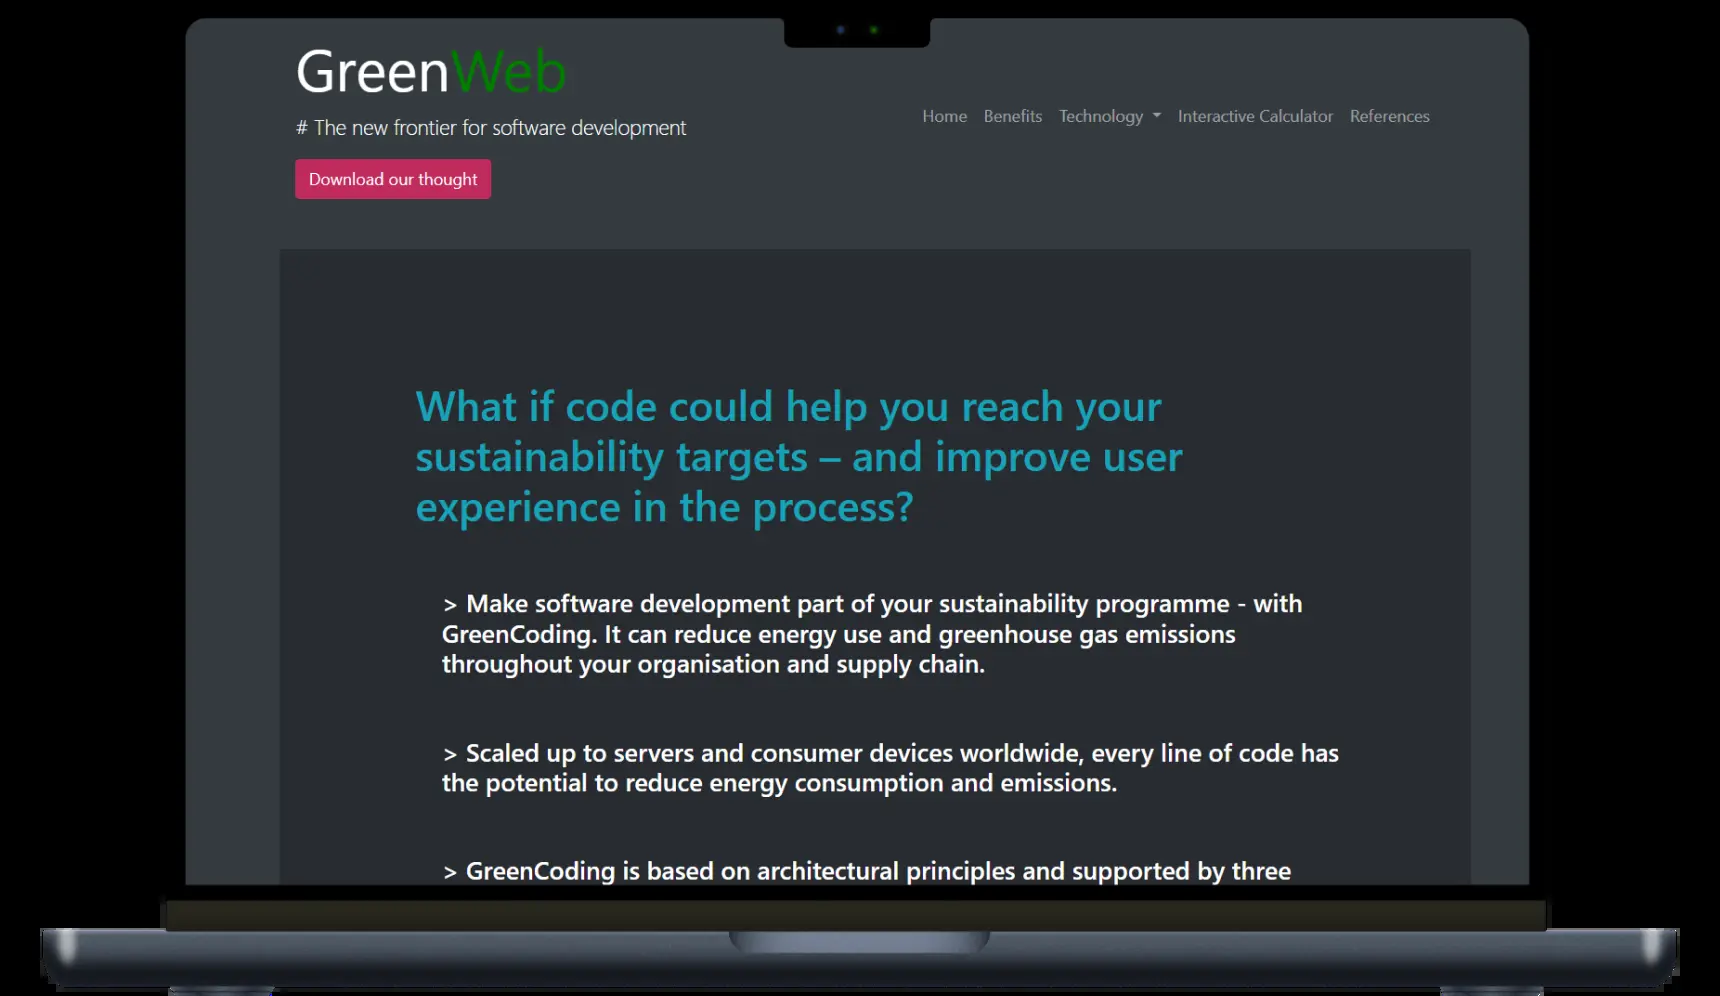 GreenWeb
# The new frontier for software development
Home Benefits Technology Interactive Calculator References
Download our thought
What if code could help you reach your
sustainability targets – and improve user
experience in the process?
> Make software development part of your sustainability programme - with
GreenCoding. It can reduce energy use and greenhouse gas emissions
throughout your organisation and supply chain.
> Scaled up to servers and consumer devices worldwide, every line of code has
the potential to reduce energy consumption and emissions.
> GreenCoding is based on architectural principles and supported by three